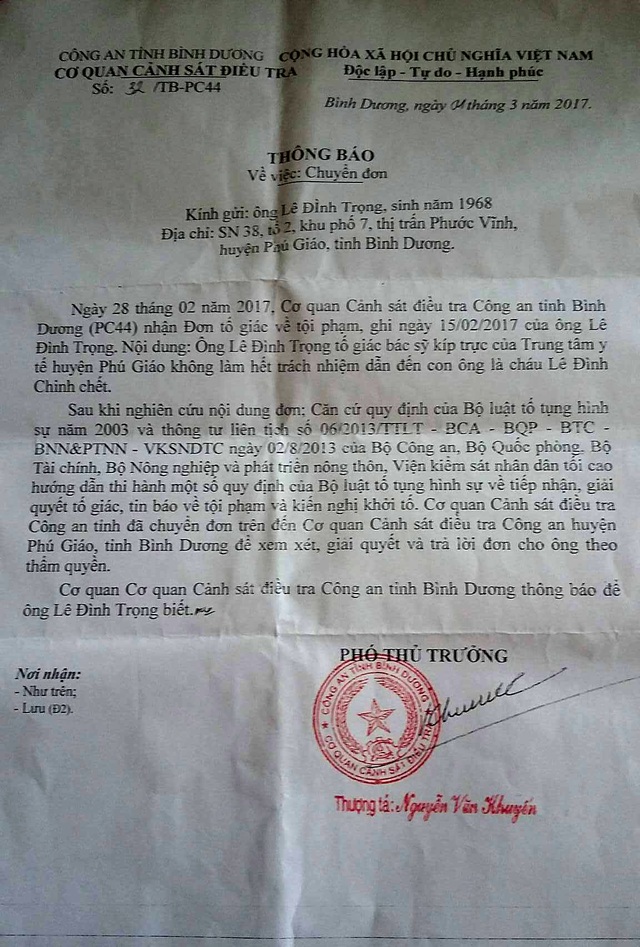 CÔNG AN TỈNH BÌNH DƯƠNG
CƠ QUAN CẢNH SÁT ĐIỀU TRA
Số: 32 /TB-PC44
CỘNG HÒA XÃ HỘI CHỦ NGHĨA VIỆT NAM
Độc lập - Tự do - Hạnh phúc
Bình Dương, ngày 01 tháng 3 năm 2017.
THÔNG BÁO
Về việc: Chuyển đơn
Kính gửi: ông Lê Đình Trọng, sinh năm 1968
Địa chỉ: SN 38, tổ 2, khu phố 7, thị trấn Phước Vĩnh,
huyện Phú Giáo, tỉnh Bình Dương.
Ngày 28 tháng 02 năm 2017, Cơ quan Cảnh sát điều tra Công an tỉnh Bình
Dương (PC44) nhận Đơn tố giác về tội phạm, ghi ngày 15/02/2017 của ông Lê
Đình Trọng. Nội dung: Ông Lê Đình Trọng tố giác bác sỹ kíp trực của Trung tâm y
tế huyện Phú Giáo không làm hết trách nhiệm dẫn đến con ông là cháu Lê Đình
Chinh chết.
Sau khi nghiên cứu nội dung đơn: Căn cứ quy định của Bộ luật tố tụng hình
sự năm 2003 và thông tư liên tịch số 06/2013/TTLT - BCA - BQP - BTC -
BNN&PTNN - VKSNDTC ngày 02/8/2013 của Bộ Công an, Bộ Quốc phòng, Bộ
Tài chính, Bộ Nông nghiệp và phát triển nông thôn, Viện kiểm sát nhân dân tối cao
hướng dẫn thi hành một số quy định của Bộ luật tố tụng hình sự về tiếp nhận, giải
quyết tố giác, tin báo về tội phạm và kiến nghị khởi tố. Cơ quan Cảnh sát điều tra
Công an tỉnh đã chuyển đơn trên đến Cơ quan Cảnh sát điều tra Công an huyện
Phú Giáo, tỉnh Bình Dương để xem xét, giải quyết và trả lời đơn cho ông theo
thẩm quyền.
Cơ quan Cơ quan Cảnh sát điều tra Công an tỉnh Bình Dương thông báo để
ông Lê Đình Trọng biết.
Nơi nhận:
- Như trên;
- Lưu (Đ2).
PHÓ THỦ TRƯỞNG
CÔNG AN TỈNH BÌNH DƯƠNG
CƠ QUAN CẢNH SÁT ĐIỀU TRA
Thượng tá: Nguyễn Văn Khuyến